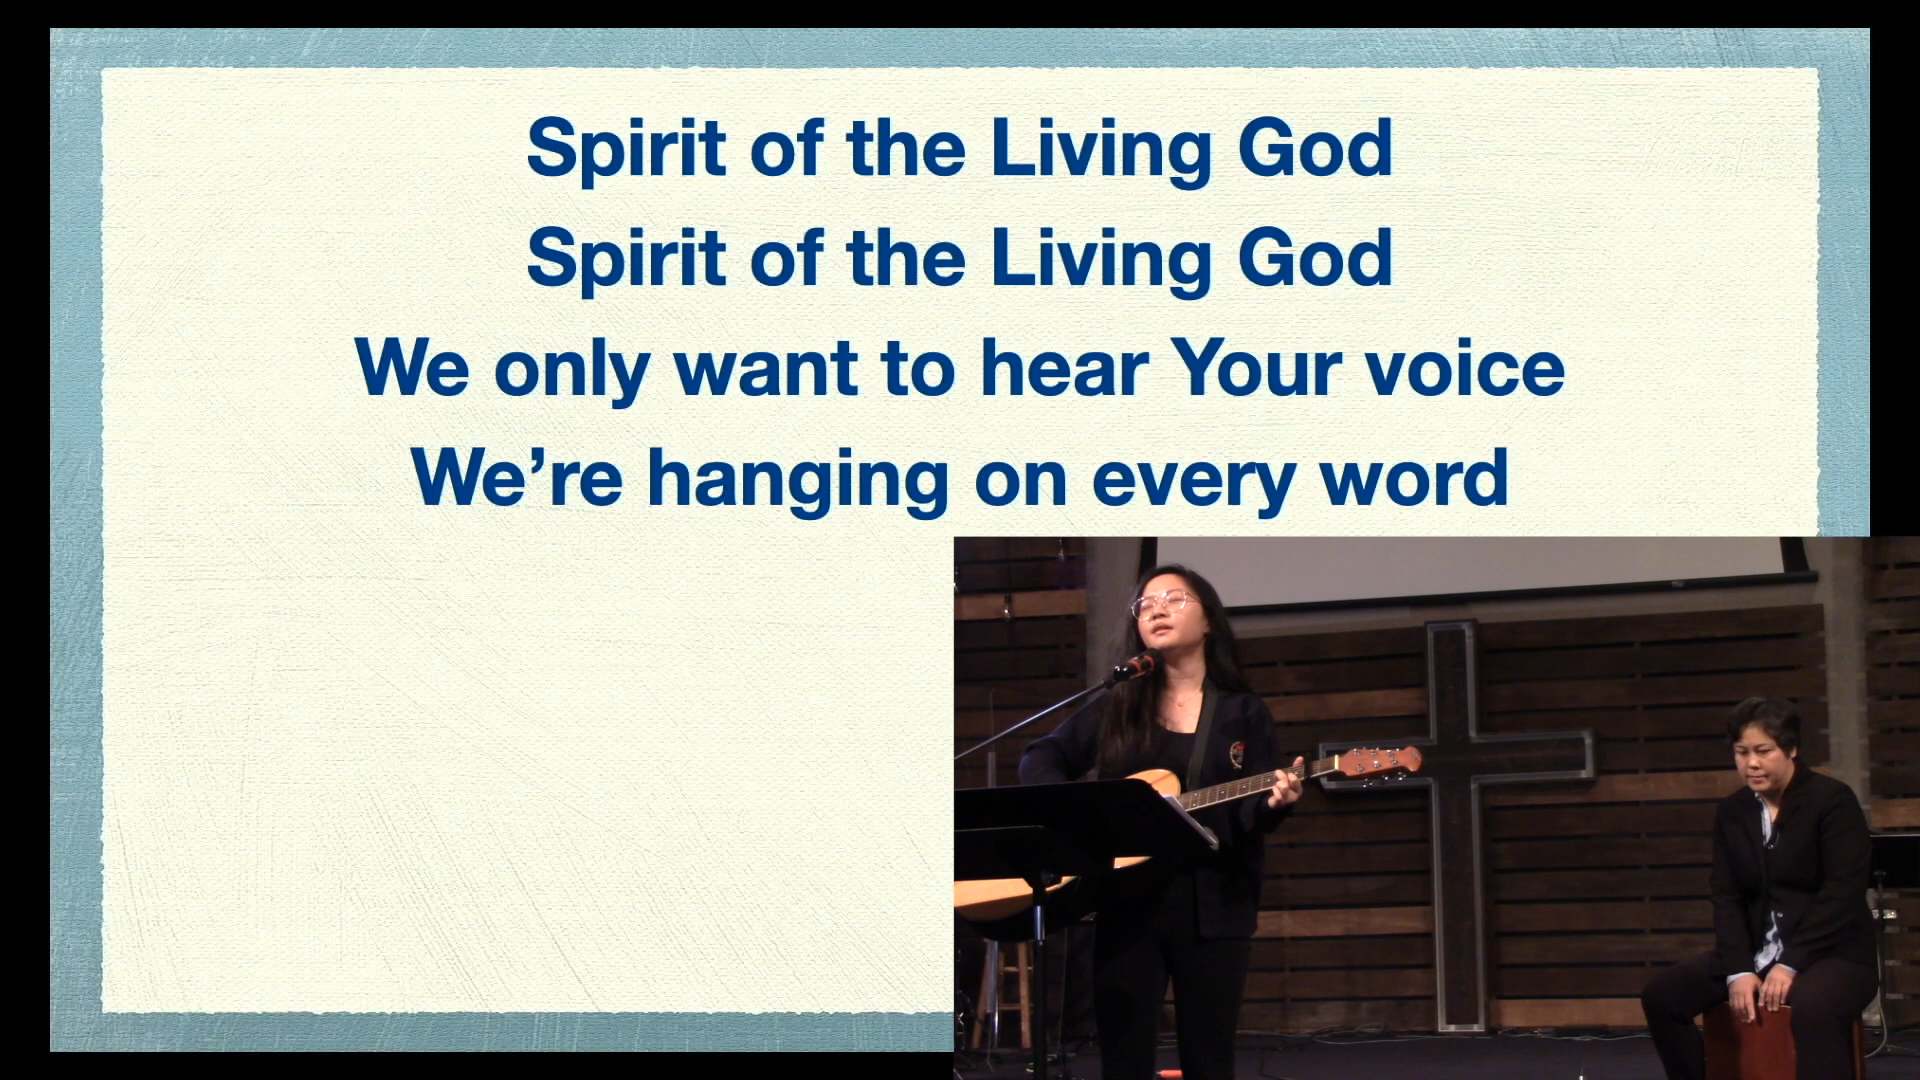 Spirit of the Living God
Spirit of the Living God
We only want to hear Your voice
We’re hanging on every word